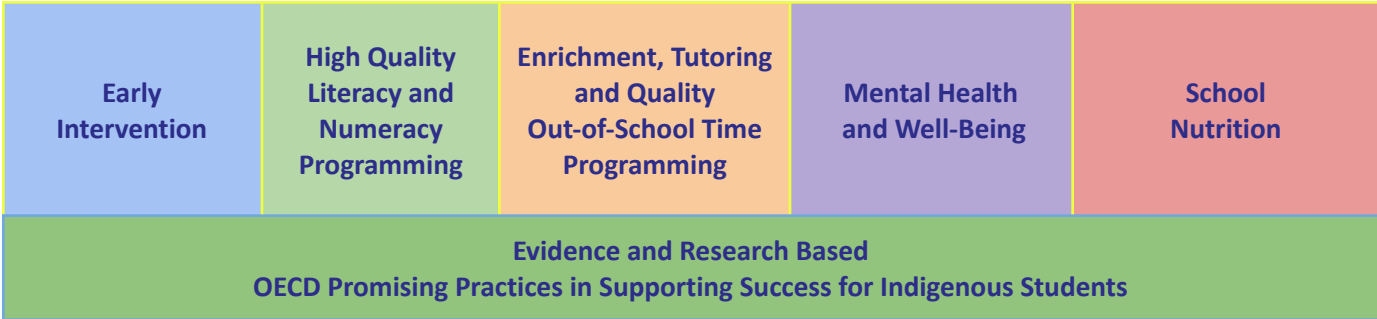 Early
Intervention
High Quality
Literacy and
Numeracy
Programming
Enrichment, Tutoring
and Quality
Out-of-School Time
Programming
Mental Health
and Well-Being
School
Nutrition
Evidence and Research Based
OECD Promising Practices in Supporting Success for Indigenous Students